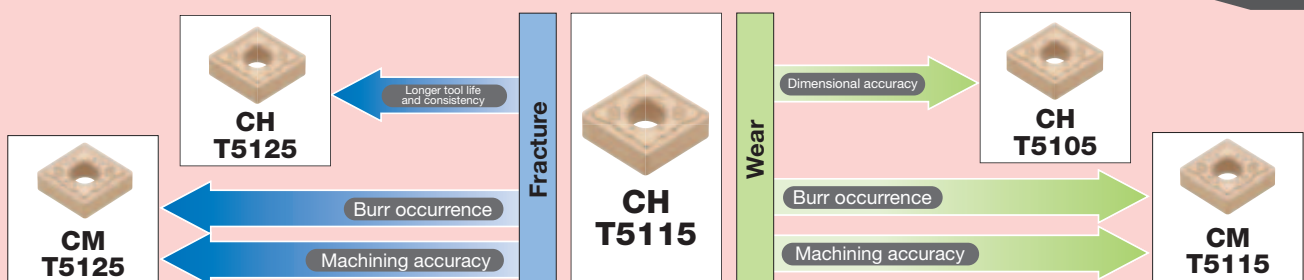 CH
T5125
Longer tool life
and consistency
CM
T5125
Burr occurrence
Machining accuracy
Fracture
CH
T5115
Wear
Dimensional accuracy
CH
T5105
Burr occurrence
Machining accuracy
CM
T5115